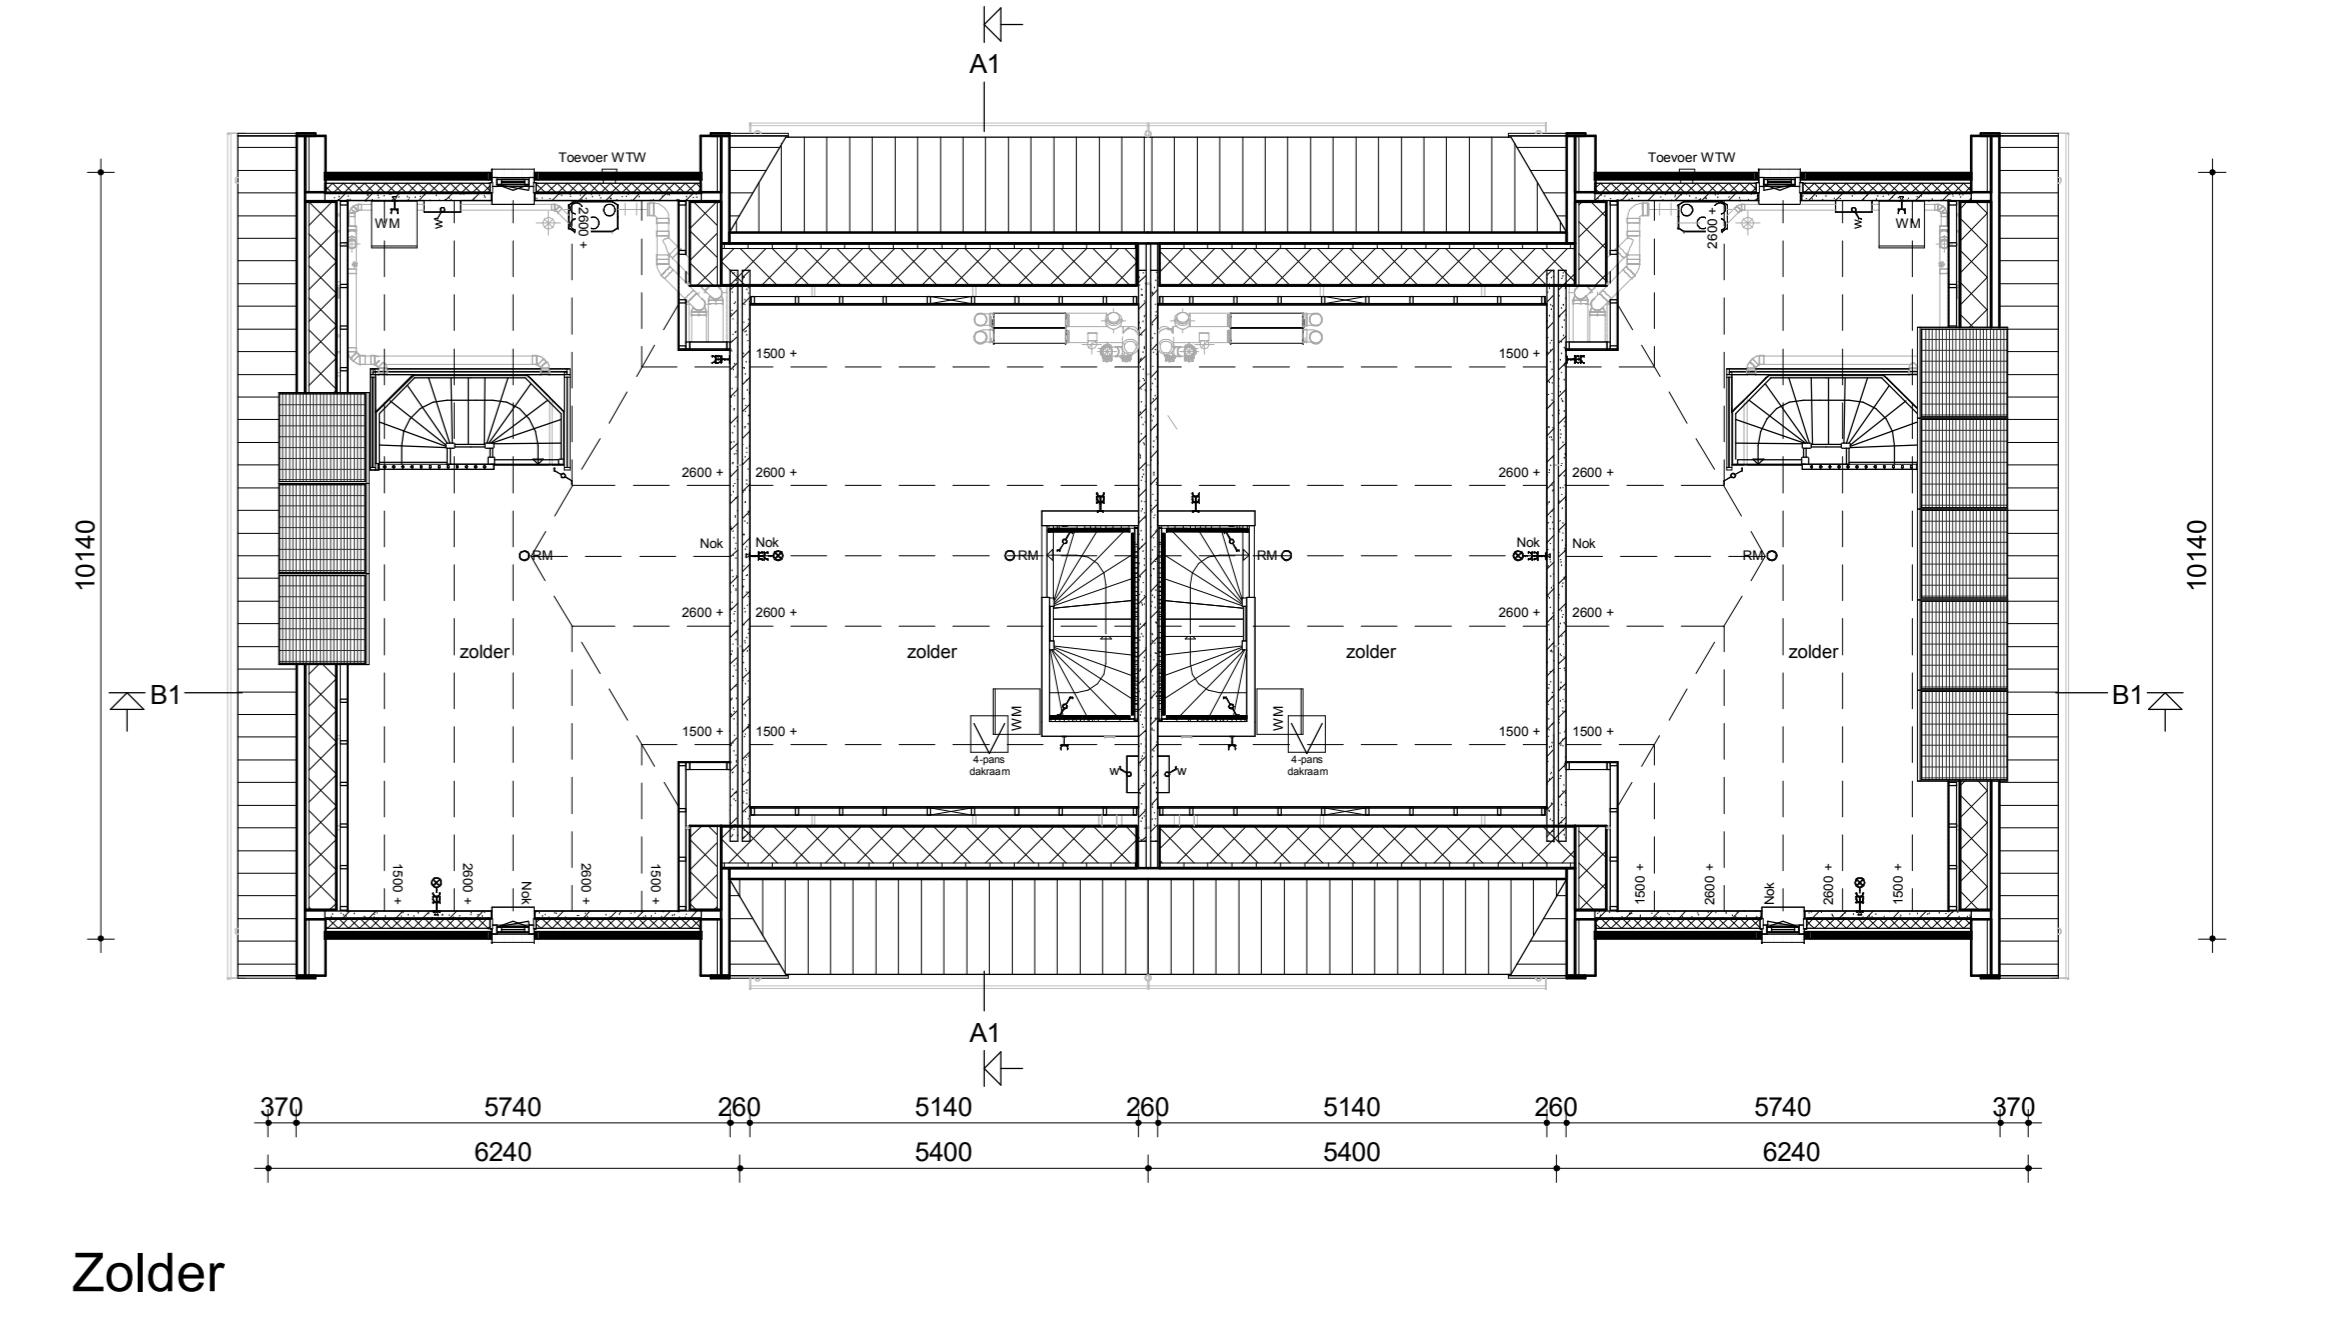 A1
Toevoer WTW
Toevoer WTW
WM
W
2600 +
2600 +
W
WM
1500 +
1500 +
2600 +
2600 +
2600 +
2600 +
10140
RM
Nok
Nok
RM
RM
Nok
Nok
RM
10140
2600 +
2600 +
2600 +
2600 +
zolder
zolder
zolder
zolder
B1
B1
WM
WM
1500 +
1500 +
1500 +
1500 +
4-pans
dakraam
4-pans
dakraam
W
W
1500 +
2600 +
Nok
2600 +
1500 +
1500 +
2600 +
Nok
2600 +
1500 +
A1
370
5740
260
5140
260
5140
260
5740
370
6240
5400
5400
6240
Zolder